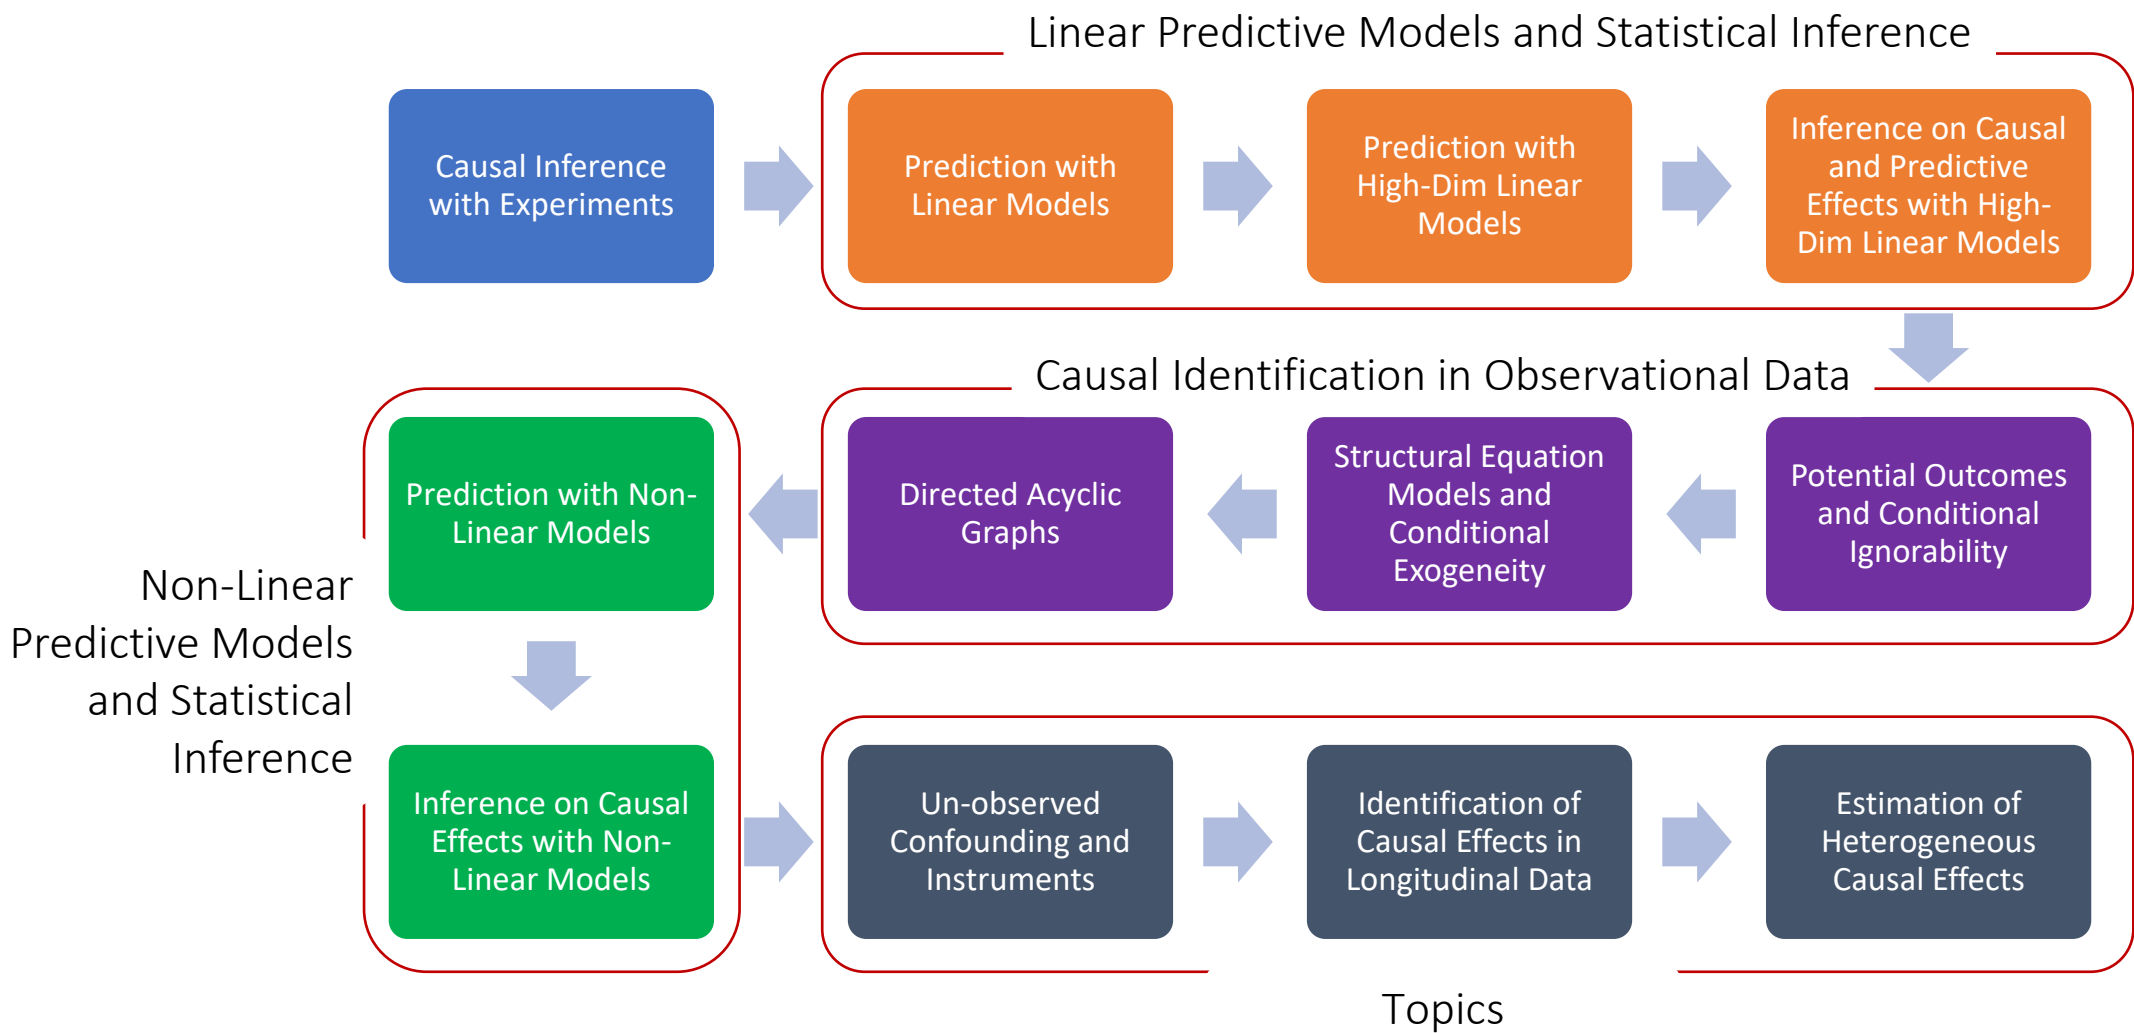 Linear Predictive Models and Statistical Inference
Causal Inference
with Experiments
Prediction with
Linear Models
Prediction with
High-Dim Linear
Models
Inference on Causal
and Predictive
Effects with High-
Dim Linear Models
Causal Identification in Observational Data
Potential Outcomes
and Conditional
Ignorability
Structural Equation
Models and
Conditional
Exogeneity
Directed Acyclic
Graphs
Prediction with Non-
Linear Models
Non-Linear
Predictive Models
and Statistical
Inference
Inference on Causal
Effects with Non-
Linear Models
Un-observed
Confounding and
Instruments
Identification of
Causal Effects in
Longitudinal Data
Estimation of
Heterogeneous
Causal Effects
Topics